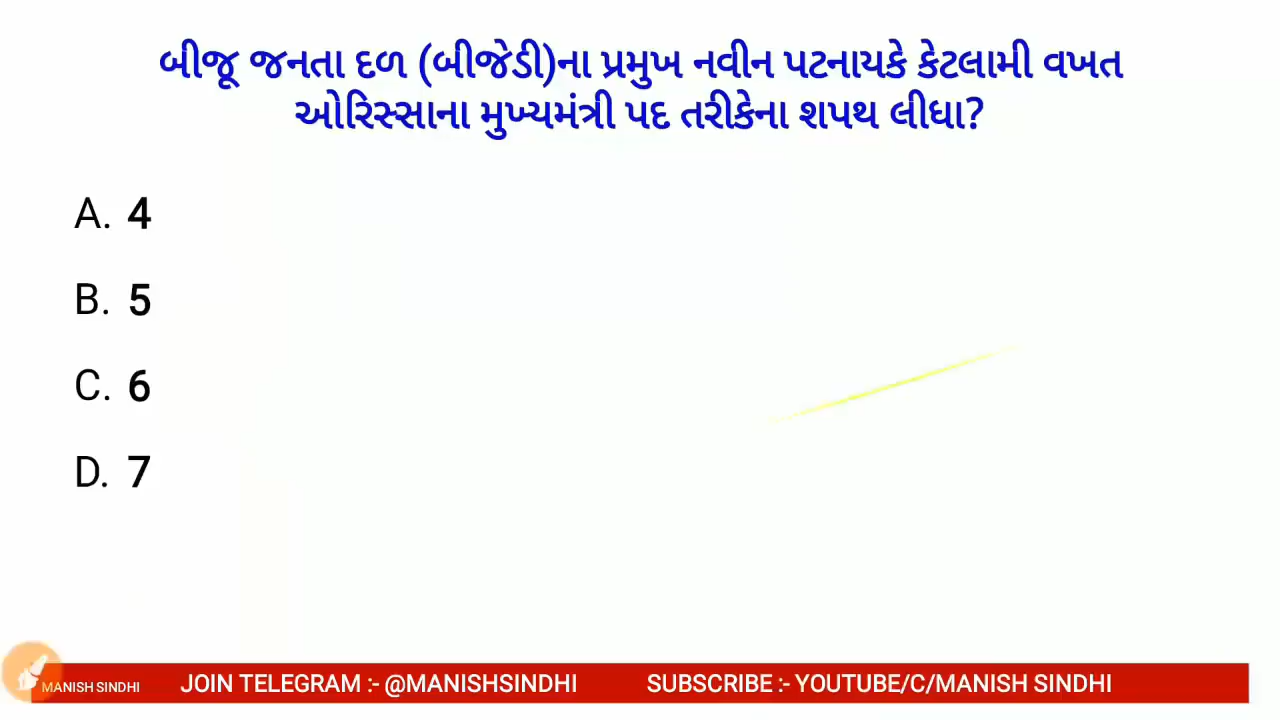 બીજૂ જનતા દળ (બીજેડી)ના પ્રમુખ નવીન પટનાયકે કેટલામી વખત
ઓરિસ્સાના મુખ્યમંત્રી પદ તરીકેના શપથ લીધા?
A. 4
B. 5
C. 6
D. 7
MANISH SINDHI JOIN TELEGRAM :- @MANISHSINDHI SUBSCRIBE :- YOUTUBE/C/MANISH SINDHI